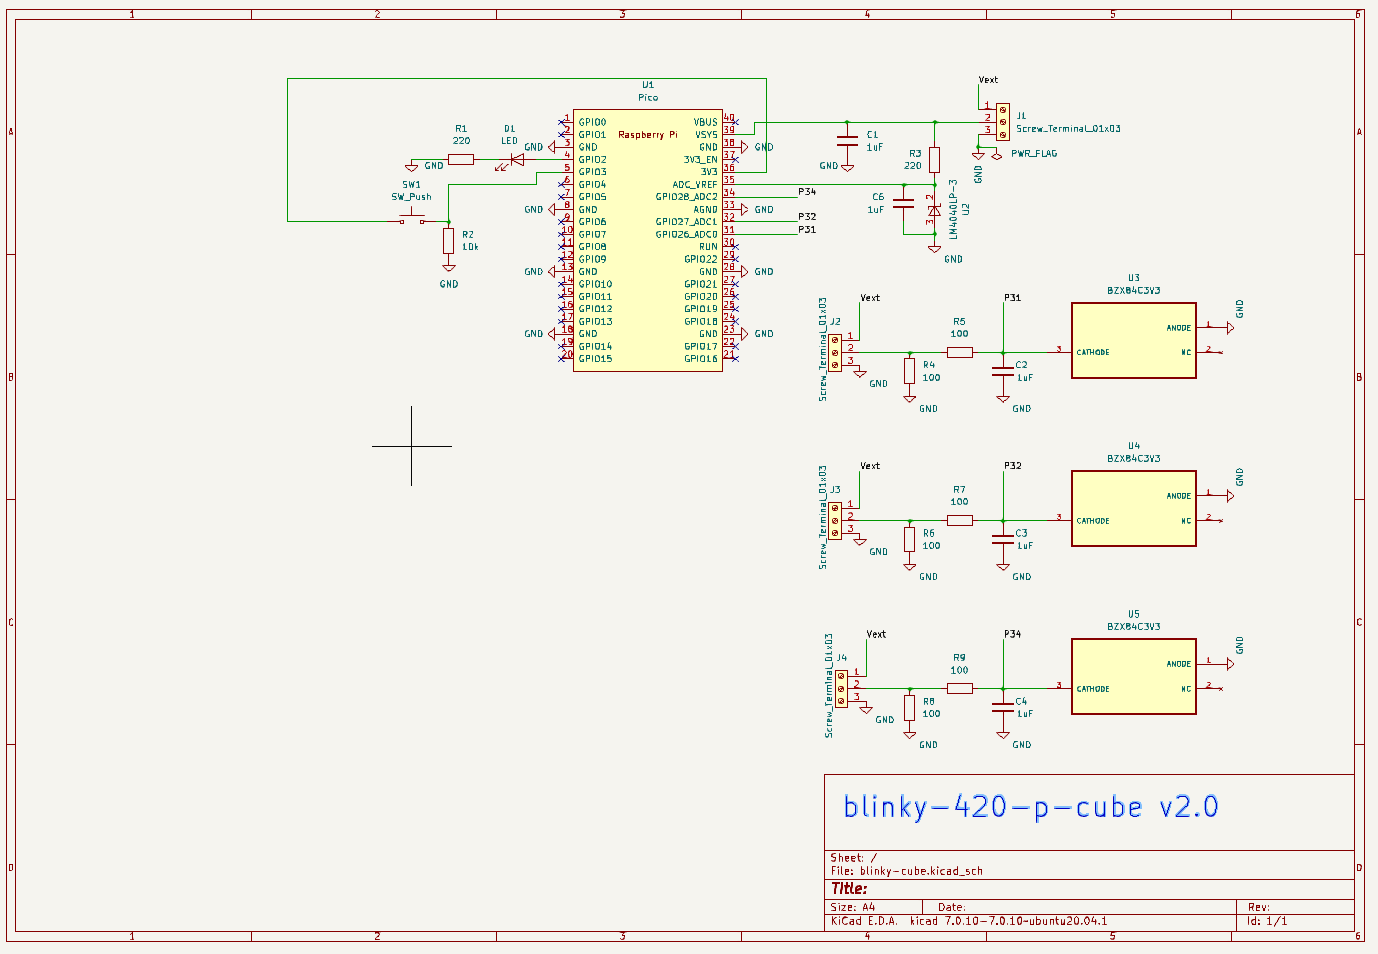 1 2 3 4 5 6
A
B
C
D
U1
Pico
Raspberry Pi
1 GPIO0
2 GPIO1
3 GND
4 GPIO2
5 GPIO3
6 GPIO4
7 GPIO5
8 GND
9 GPIO6
10 GPIO7
11 GPIO8
12 GPIO9
13 GND
14 GPIO10
15 GPIO11
16 GPIO12
17 GPIO13
18 GND
19 GPIO14
20 GPIO15
VBUS 40
VSYS 39
GND 38
3V3_EN 37
3V3 36
ADC_VREF 35
GPIO28_ADC2 34
AGND 33
GPIO27_ADC1 32
GPIO26_ADC0 31
RUN 30
GPIO22 29
GND 28
GPIO21 27
GPIO20 26
GPIO19 25
GPIO18 24
GND 23
GPIO17 22
GPIO16 21
GND
GND
GND
GND
GND
GND
GND
GND
P34
P32
P31
R1
220
D1
LED
GND
SW1
SW_Push
R2
10k
GND
C1
1uF
GND
R3
220
C6
1uF
LM4040LP-3
U2
2
3
GND
Vext
1
2
3
J1
Screw_Terminal_01x03
PWR_FLAG
GND
Vext
J2
Screw_Terminal_01x03
1
2
3
GND
R4
100
GND
R5
100
P31
C2
1uF
GND
U3
BZX84C3V3
3 CATHODE
ANODE 1
NC 2
GND
Vext
J3
Screw_Terminal_01x03
1
2
3
GND
R6
100
GND
R7
100
P32
C3
1uF
GND
U4
BZX84C3V3
3 CATHODE
ANODE 1
NC 2
GND
Vext
J4
Screw_Terminal_01x03
1
2
3
GND
R8
100
GND
R9
100
P34
C4
1uF
GND
U5
BZX84C3V3
3 CATHODE
ANODE 1
NC 2
GND
blinky-420-p-cube v2.0
Sheet: /
File: blinky-cube.kicad_sch
Title:
Size: A4 Date: Rev:
KiCad E.D.A. kicad 7.0.10-7.0.10~ubuntu20.04.1 Id: 1/1
A
B
C
D
1 2 3 4 5 6